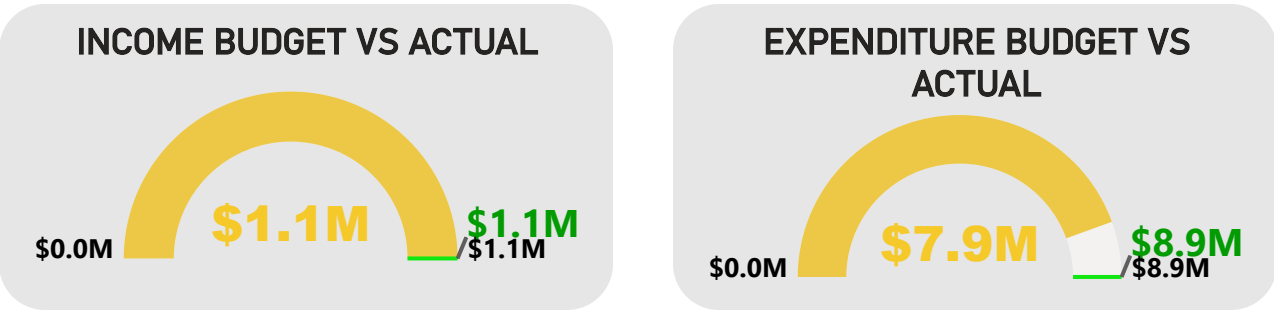 INCOME BUDGET VS ACTUAL
$1.1M
$1.1M
$0.0M
$1.1M
EXPENDITURE BUDGET VS
ACTUAL
$7.9M
$8.9M
$0.0M
$8.9M